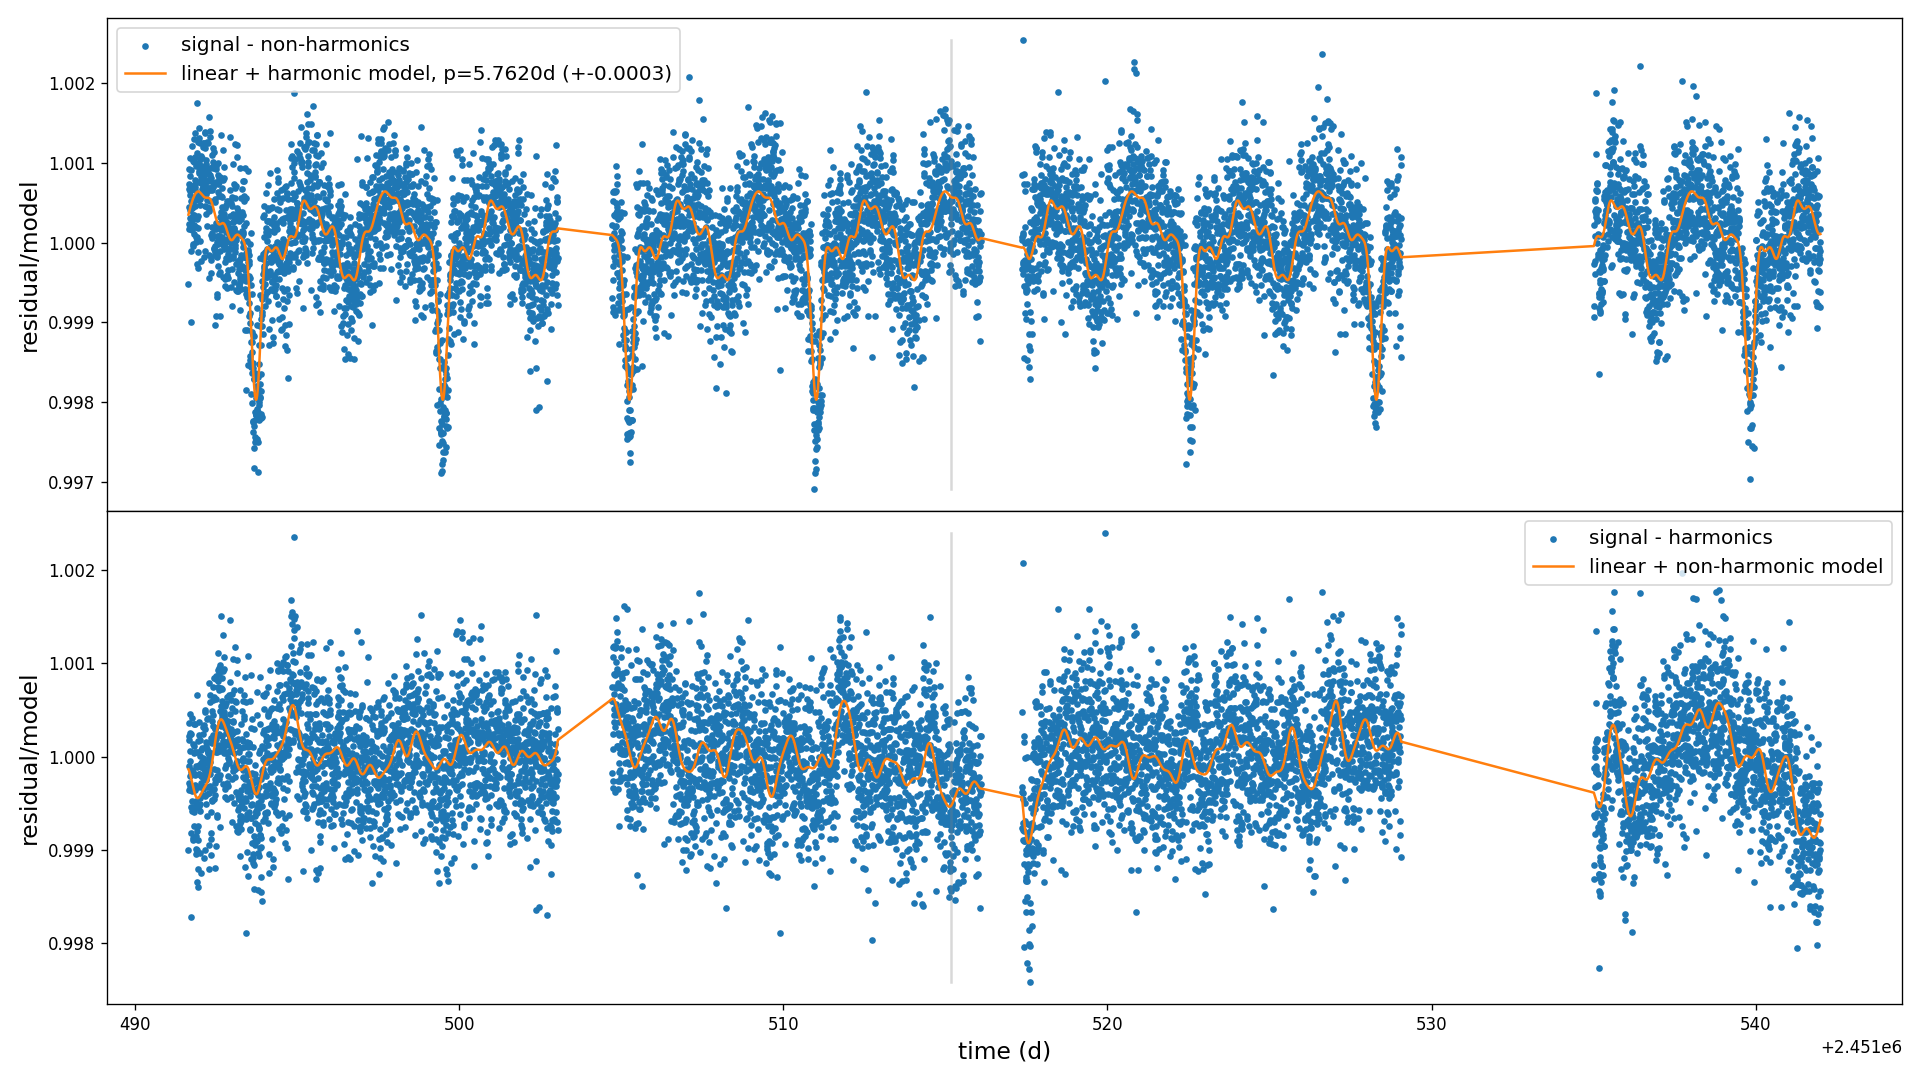 signal - non-harmonics
linear + harmonic model, p=5.7620d (+-0.0003)
1.002
1.001
1.000
0.999
0.998
0.997
residual/model
signal - harmonics
linear + non-harmonic model
1.002
1.001
1.000
0.999
0.998
residual/model
490 500 510 520 530 540
time (d)
+2.451e6